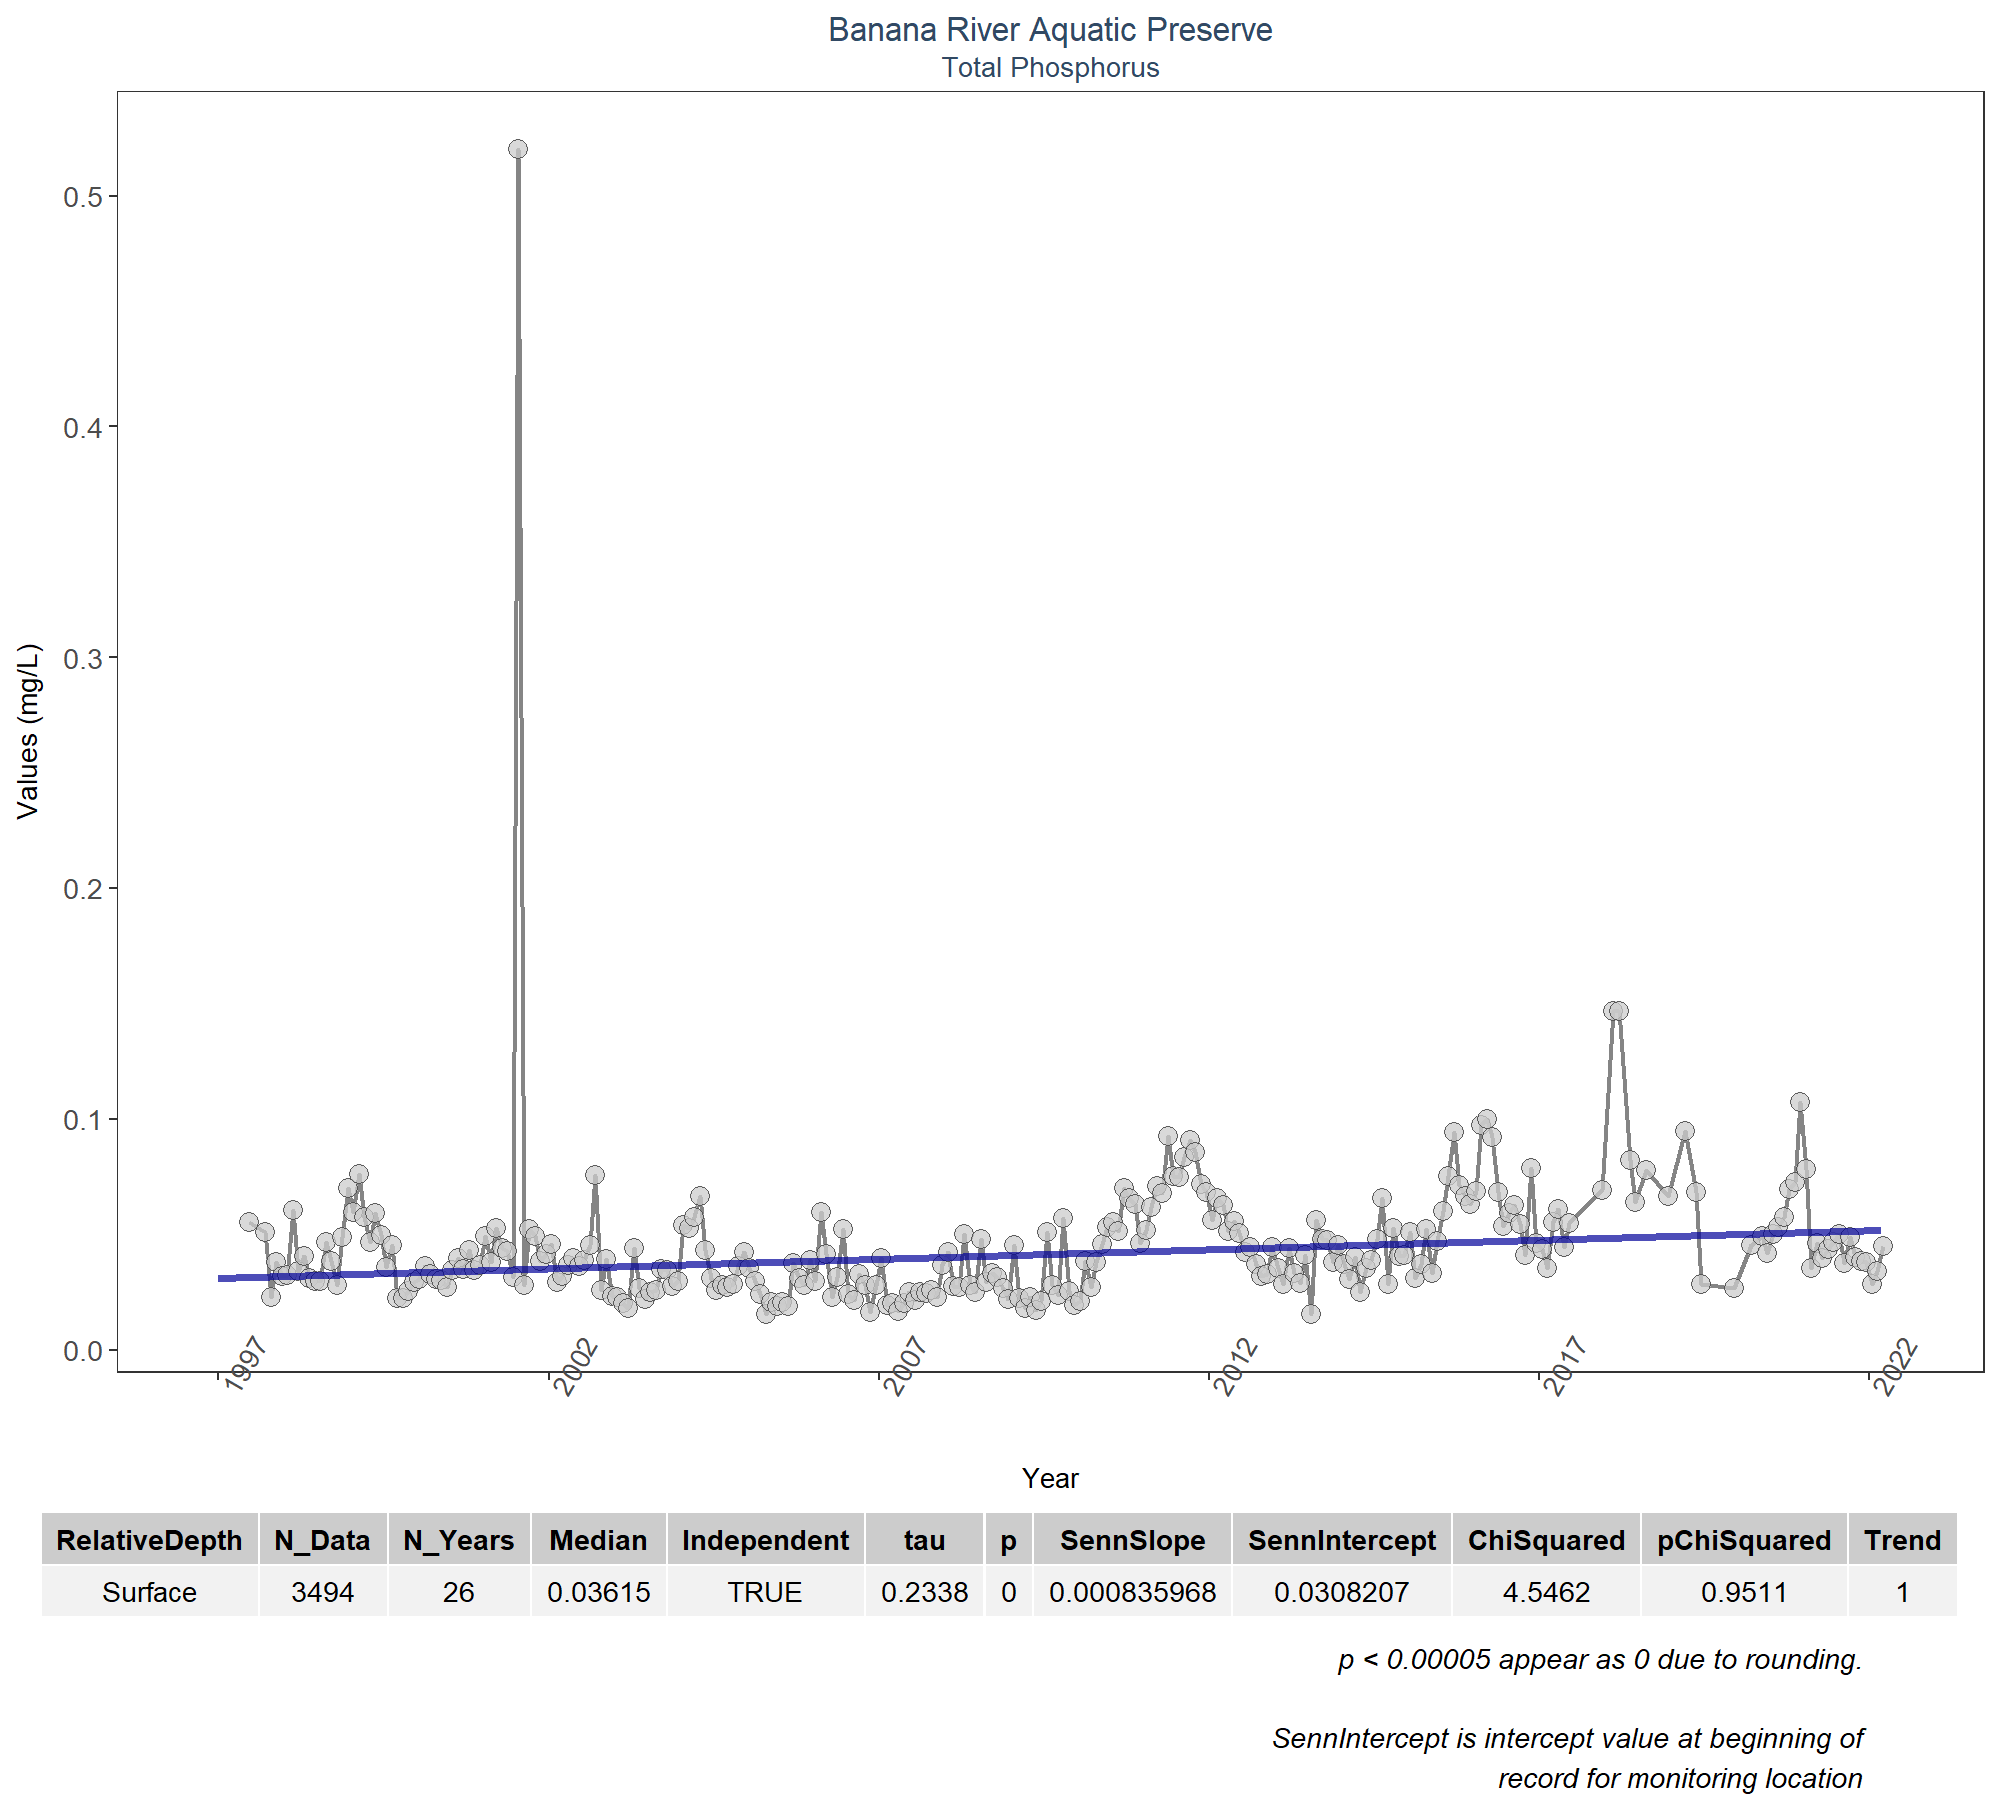 Banana River Aquatic Preserve
Total Phosphorus
Values (mg/L)
0.5
0.4
0.3
0.2
0.1
0.0
1997 2002 2007 2012 2017 2022
Year
RelativeDepth N_Data N_Years Median Independent tau p SennSlope SennIntercept ChiSquared pChiSquared Trend
Surface 3494 26 0.03615 TRUE 0.2338 0 0.000835968 0.0308207 4.5462 0.9511 1
p < 0.00005 appear as 0 due to rounding.
SennIntercept is intercept value at beginning of
record for monitoring location